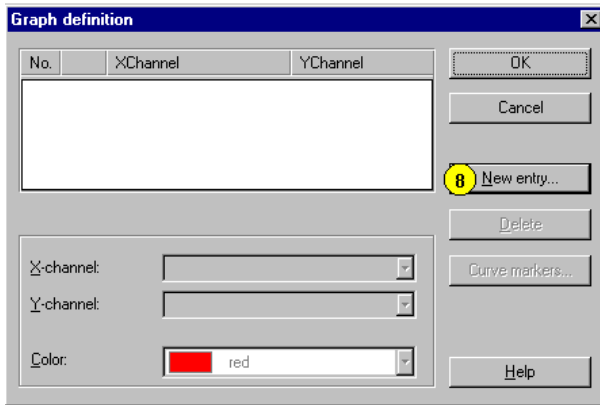 Graph definition
No. XChannel YChannel
OK
Cancel
8 New entry...
Delete
X-channel:
Curve markers...
Y-channel:
Color: red
Help